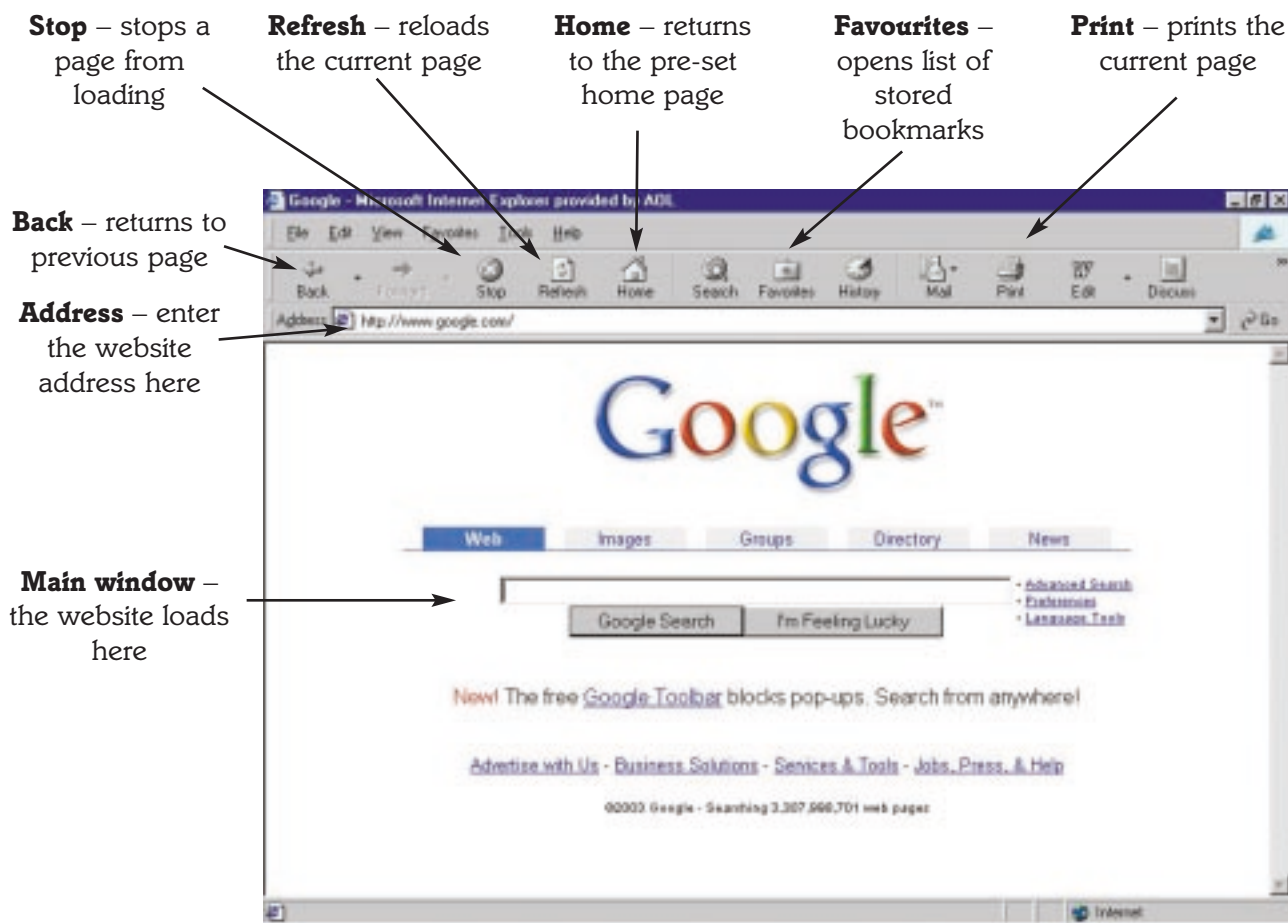 Stop – stops a
page from
loading
Refresh – reloads
the current page
Home – returns
to the pre-set
home page
Favourites –
opens list of
stored
bookmarks
Print – prints the
current page
Back – returns to
previous page
Address – enter
the website
address here
Main window –
the website loads
here
Google - Microsoft Internet Explorer provided by AOL
File Edit View Favorites Tools Help
Back Forward Stop Refresh Home Search Favorites History Mail Print Edit Discuss
Address http://www.google.com/ Go
Google™
Web Images Groups Directory News
• Advanced Search
• Preferences
• Language Tools
Google Search I'm Feeling Lucky
New! The free Google Toolbar blocks pop-ups. Search from anywhere!
Advertise with Us - Business Solutions - Services & Tools - Jobs, Press, & Help
©2003 Google - Searching web pages
Internet